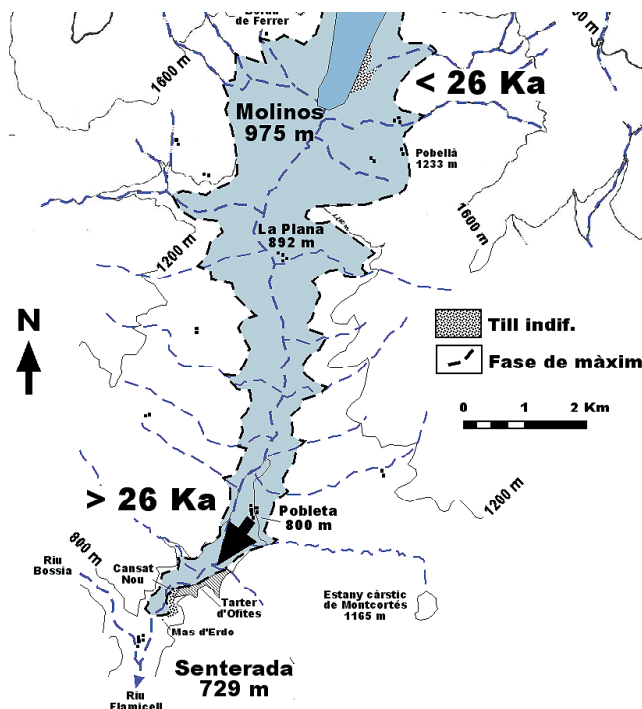 de Ferrer
1600 m
< 26 Ka
Molinos
975 m
Pobellà
1233 m
1600 m
La Plana
892 m
1200 m
N
Till indif.
Fase de màxim
0 1 2 Km
> 26 Ka
Pobleta
800 m
1200 m
800 m
Riu
Bossia
Cansat
Nou
Tarter
d'Ofites
Estany càrstic
de Montcortés
1165 m
Mas d'Erdo
Senterada
729 m
Riu
Flamicell